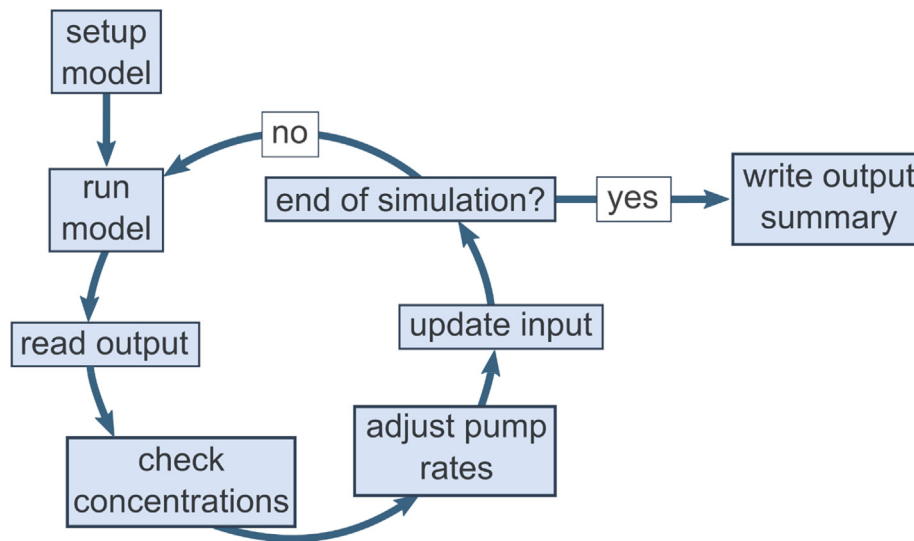 setup
model
run
model
read output
check
concentrations
adjust pump
rates
update input
end of simulation?
no
yes
write output
summary